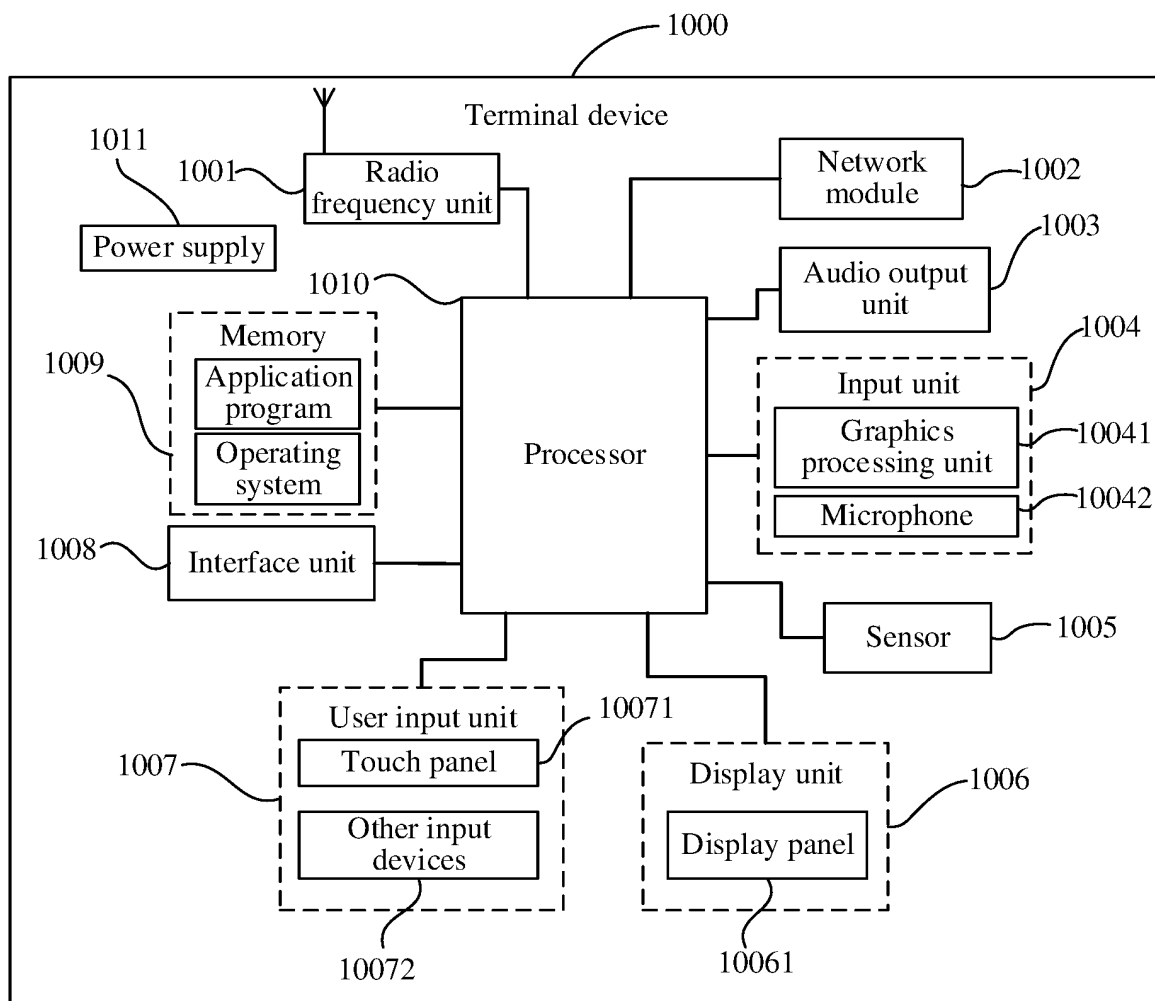 1000
Terminal device
1011
1001
Radio
frequency unit
Network
module
1002
Power supply
1003
Audio output
unit
1010
Memory
1009
Application
program
Operating
system
Processor
1004
Input unit
Graphics
processing unit
10041
Microphone
10042
1008
Interface unit
Sensor
1005
User input unit
10071
Touch panel
1007
Other input
devices
10072
Display unit
1006
Display panel
10061